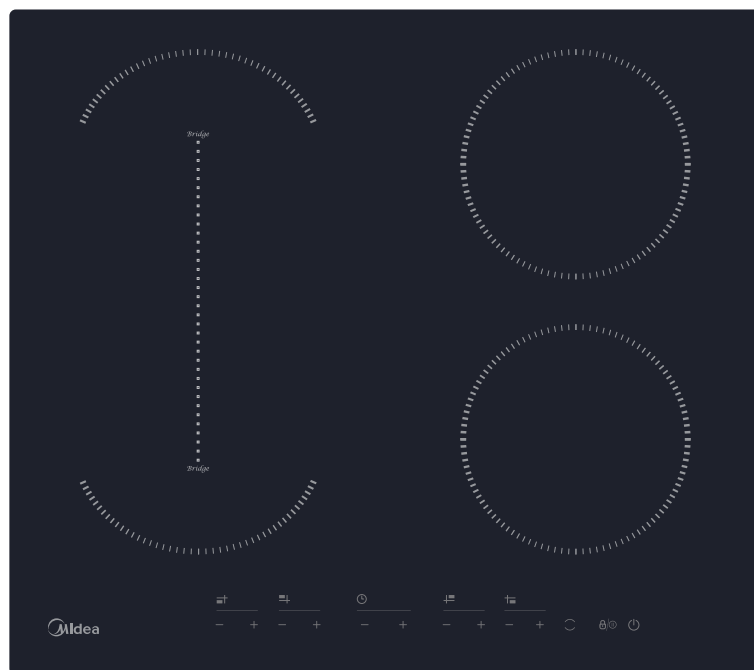 Bridge
Bridge
Midea
− + − + − + − + − +